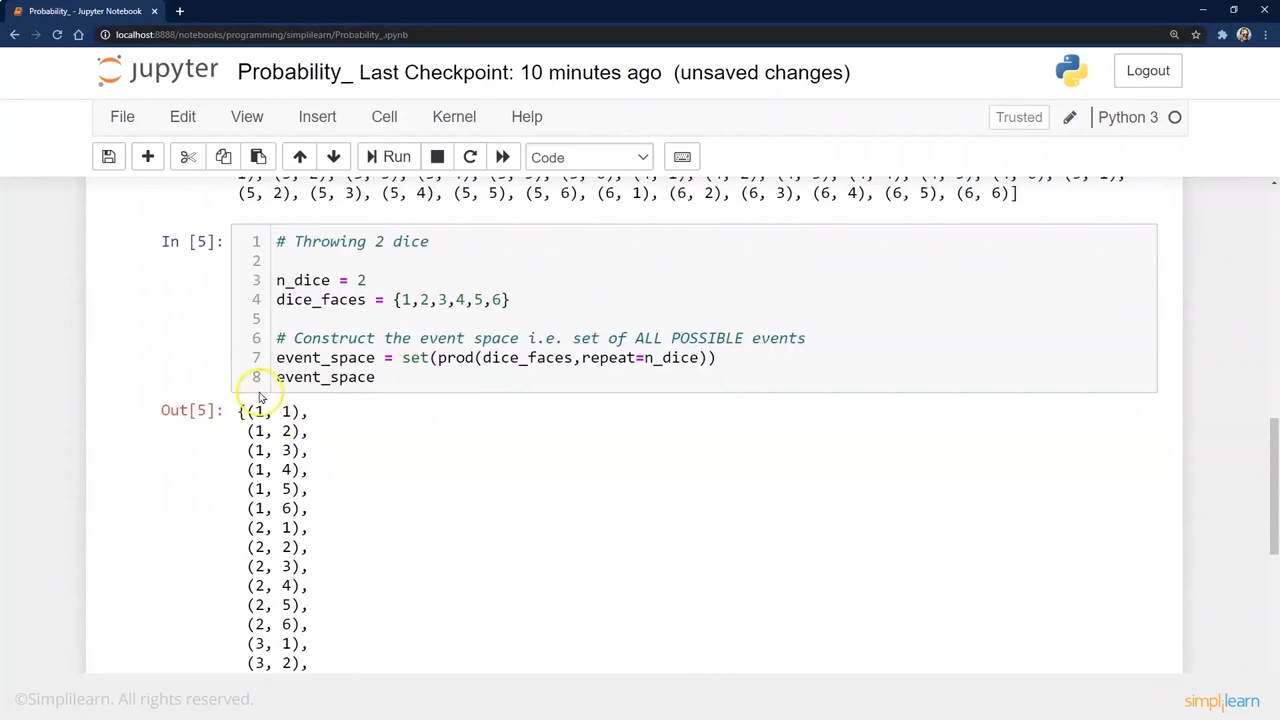 Probability_ - Jupyter Notebook
localhost:8888/notebooks/programming/simplilearn/Probability_.ipynb
jupyter Probability_ Last Checkpoint: 10 minutes ago (unsaved changes) Logout
File Edit View Insert Cell Kernel Help Trusted Python 3
Run Code
(5, 2), (5, 3), (5, 4), (5, 5), (5, 6), (6, 1), (6, 2), (6, 3), (6, 4), (6, 5), (6, 6)]
In [5]: 1 # Throwing 2 dice
2
3 n_dice = 2
4 dice_faces = {1,2,3,4,5,6}
5
6 # Construct the event space i.e. set of ALL POSSIBLE events
7 event_space = set(prod(dice_faces,repeat=n_dice))
8 event_space
Out[5]: {(1, 1),
(1, 2),
(1, 3),
(1, 4),
(1, 5),
(1, 6),
(2, 1),
(2, 2),
(2, 3),
(2, 4),
(2, 5),
(2, 6),
(3, 1),
(3, 2),
©Simplilearn. All rights reserved. simplilearn